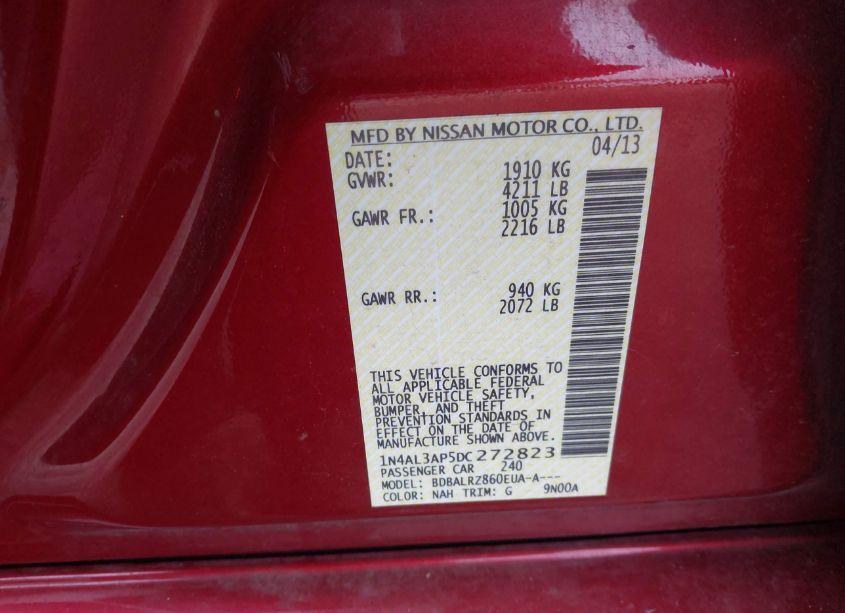 MFD BY NISSAN MOTOR CO., LTD.
DATE: 04/13
GVWR: 1910 KG
4211 LB
GAWR FR.: 1005 KG
2216 LB
GAWR RR.: 940 KG
2072 LB
THIS VEHICLE CONFORMS TO
ALL APPLICABLE FEDERAL
MOTOR VEHICLE SAFETY,
BUMPER, AND THEFT
PREVENTION STANDARDS IN
EFFECT ON THE DATE OF
MANUFACTURE SHOWN ABOVE.
1N4AL3AP5DC272823
PASSENGER CAR 240
MODEL: BDBALRZ860EUA-A---
COLOR: NAH TRIM: G 9N00A